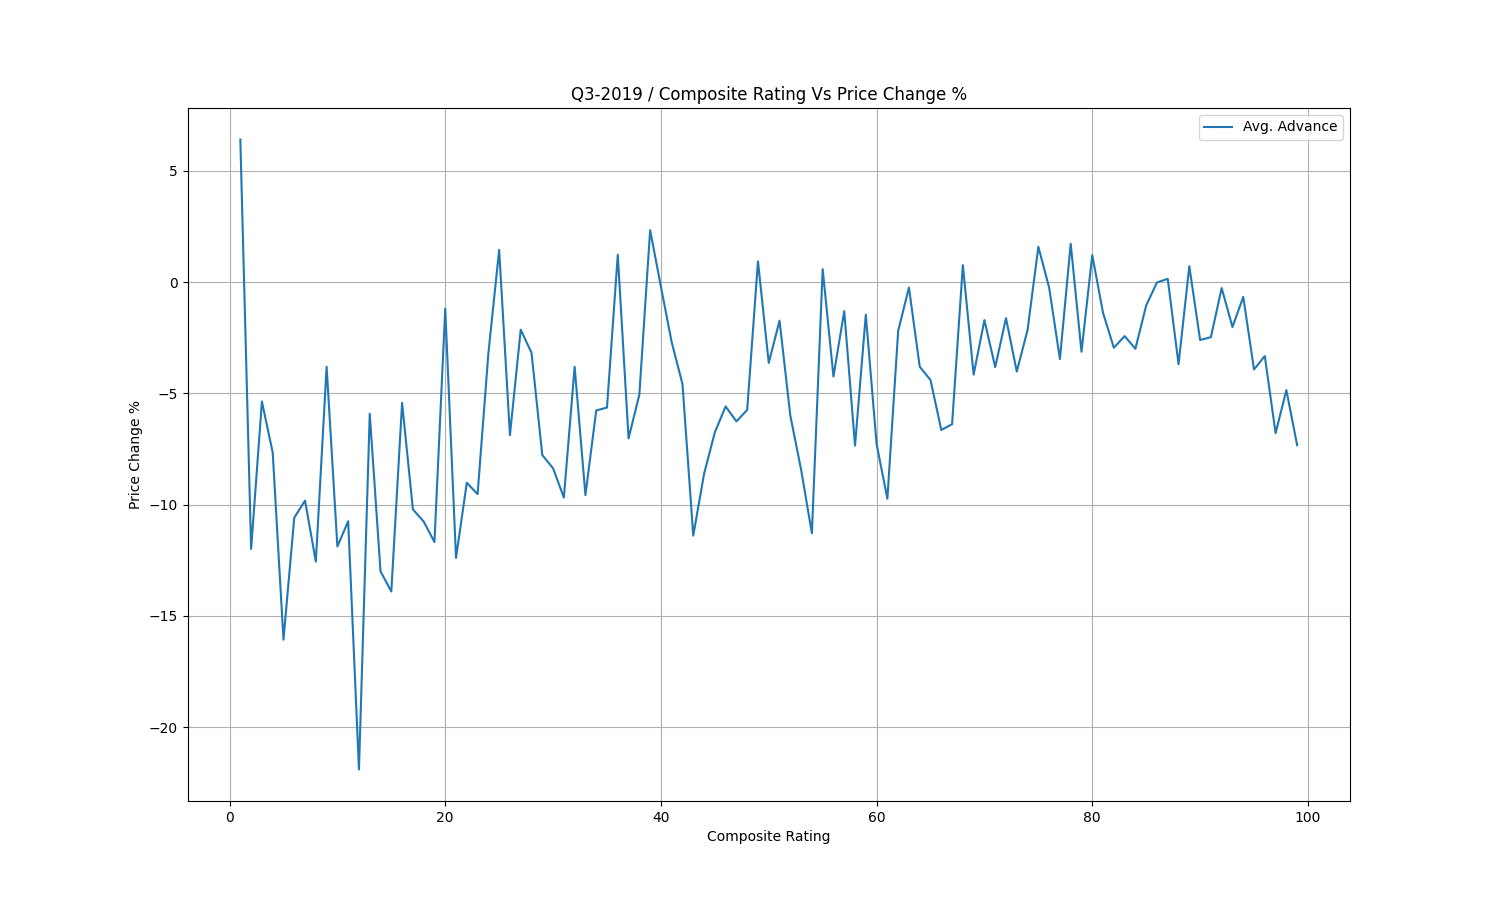 Q3-2019 / Composite Rating Vs Price Change %
Avg. Advance
5
0
−5
−10
−15
−20
Price Change %
0 20 40 60 80 100
Composite Rating